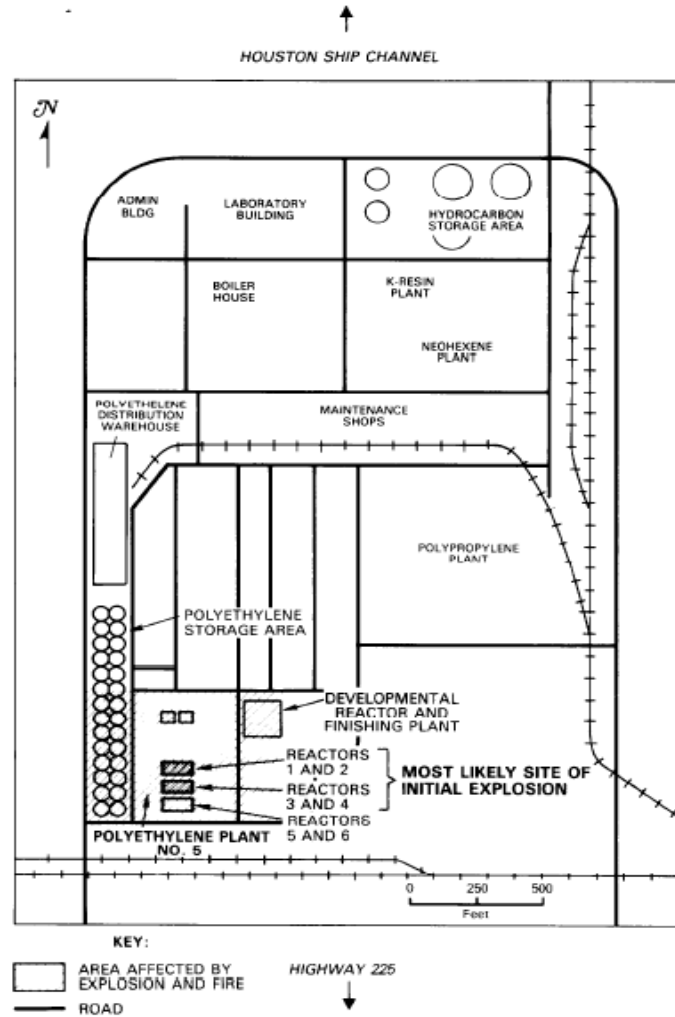 HOUSTON SHIP CHANNEL
N
ADMIN
BLDG
LABORATORY
BUILDING
HYDROCARBON
STORAGE AREA
BOILER
HOUSE
K-RESIN
PLANT
NEOHEXENE
PLANT
POLYETHELENE
DISTRIBUTION
WAREHOUSE
MAINTENANCE
SHOPS
POLYPROPYLENE
PLANT
POLYETHYLENE
STORAGE AREA
DEVELOPMENTAL
REACTOR AND
FINISHING PLANT
REACTORS
1 AND 2
REACTORS
3 AND 4
MOST LIKELY SITE OF
INITIAL EXPLOSION
REACTORS
5 AND 6
POLYETHYLENE PLANT
NO. 5
0 250 500
Feet
KEY:
AREA AFFECTED BY
EXPLOSION AND FIRE
ROAD
HIGHWAY 225